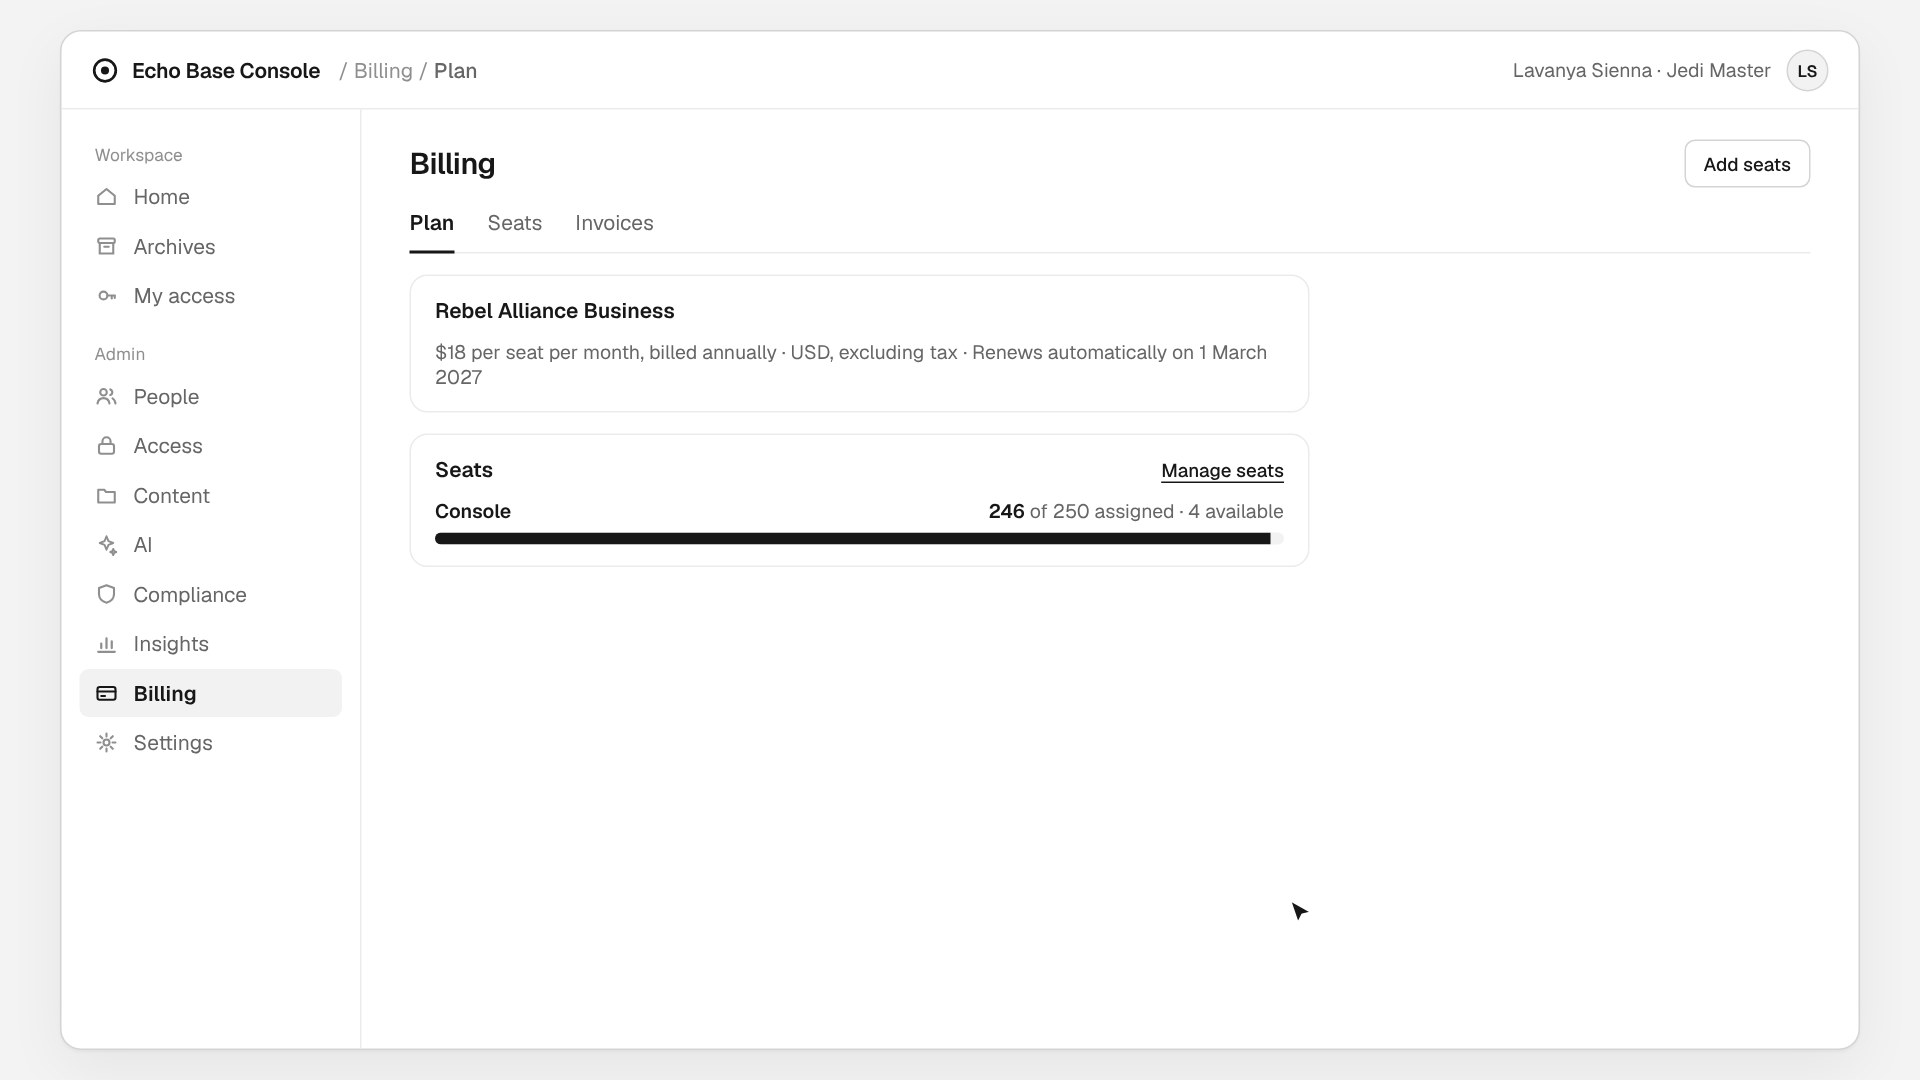 Echo Base Console / Billing / Plan
Lavanya Sienna · Jedi Master LS
Workspace
Home
Archives
My access
Admin
People
Access
Content
AI
Compliance
Insights
Billing
Settings
Billing
Add seats
Plan Seats Invoices
Rebel Alliance Business
$18 per seat per month, billed annually · USD, excluding tax · Renews automatically on 1 March
2027
Seats
Manage seats
Console
246 of 250 assigned · 4 available